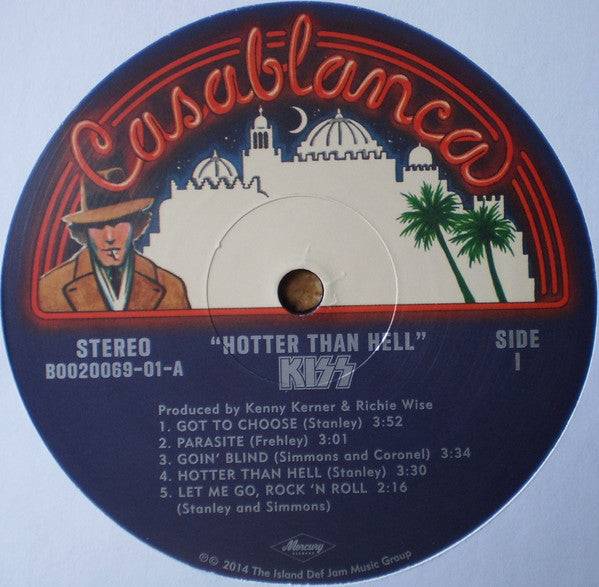 Casablanca
STEREO
B0020069-01-A
"HOTTER THAN HELL"
KISS
SIDE
1
Produced by Kenny Kerner & Richie Wise
1. GOT TO CHOOSE (Stanley) 3:52
2. PARASITE (Frehley) 3:01
3. GOIN' BLIND (Simmons and Coronel) 3:34
4. HOTTER THAN HELL (Stanley) 3:30
5. LET ME GO, ROCK 'N ROLL 2:16
(Stanley and Simmons)
Mercury
RECORDS
℗© 2014 The Island Def Jam Music Group